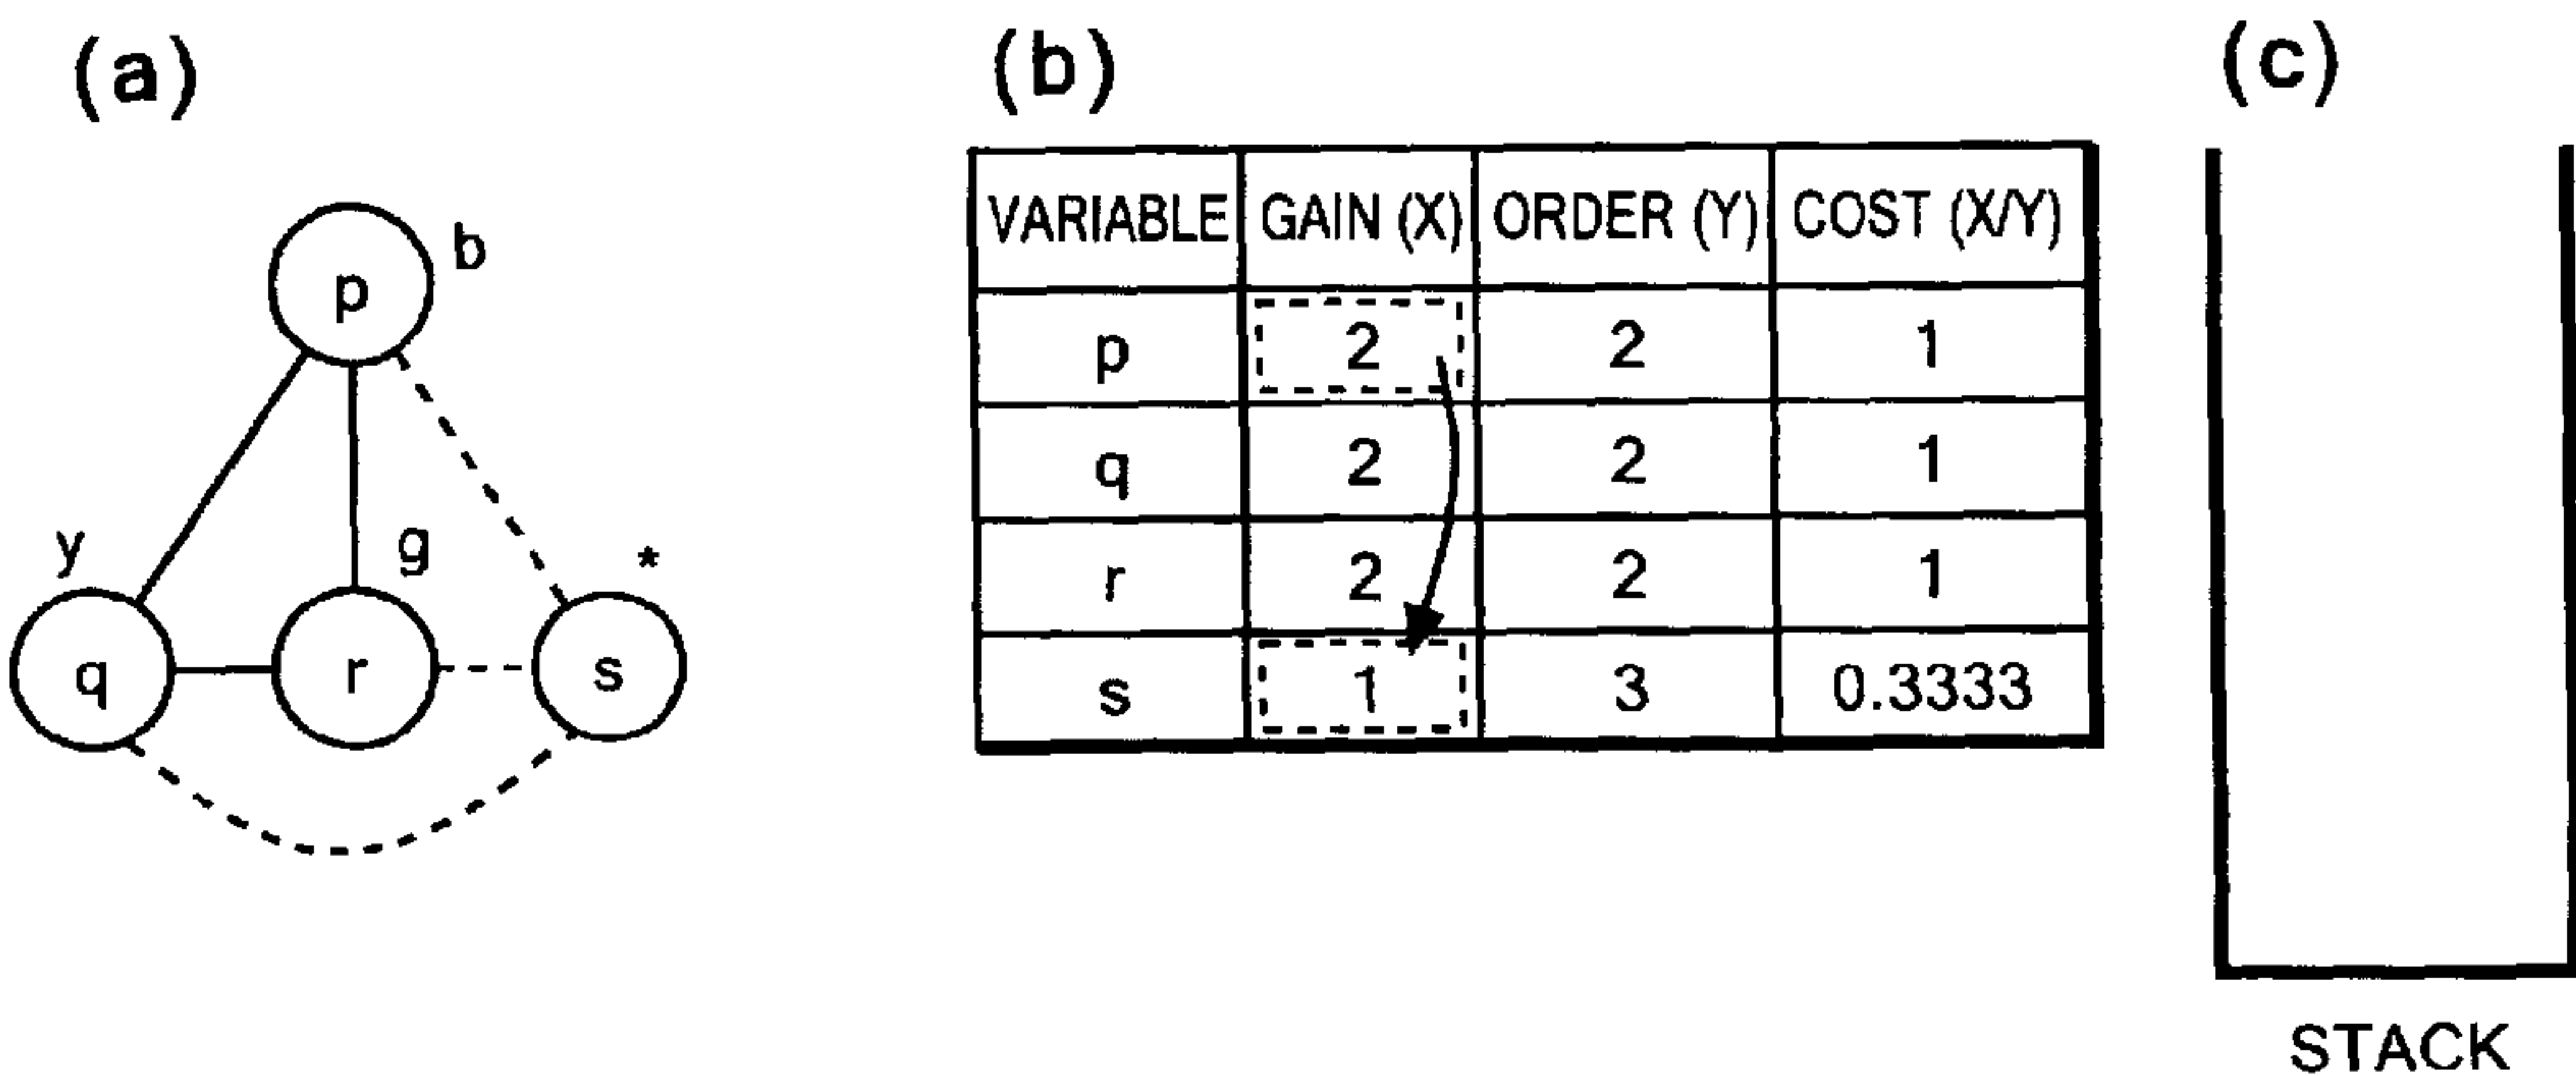 (a)
b
p
y
g
*
q
r
s
(b)
VARIABLE GAIN (X) ORDER (Y) COST (X/Y)
p 2 2 1
q 2 2 1
r 2 2 1
s 1 3 0.3333
(c)
STACK